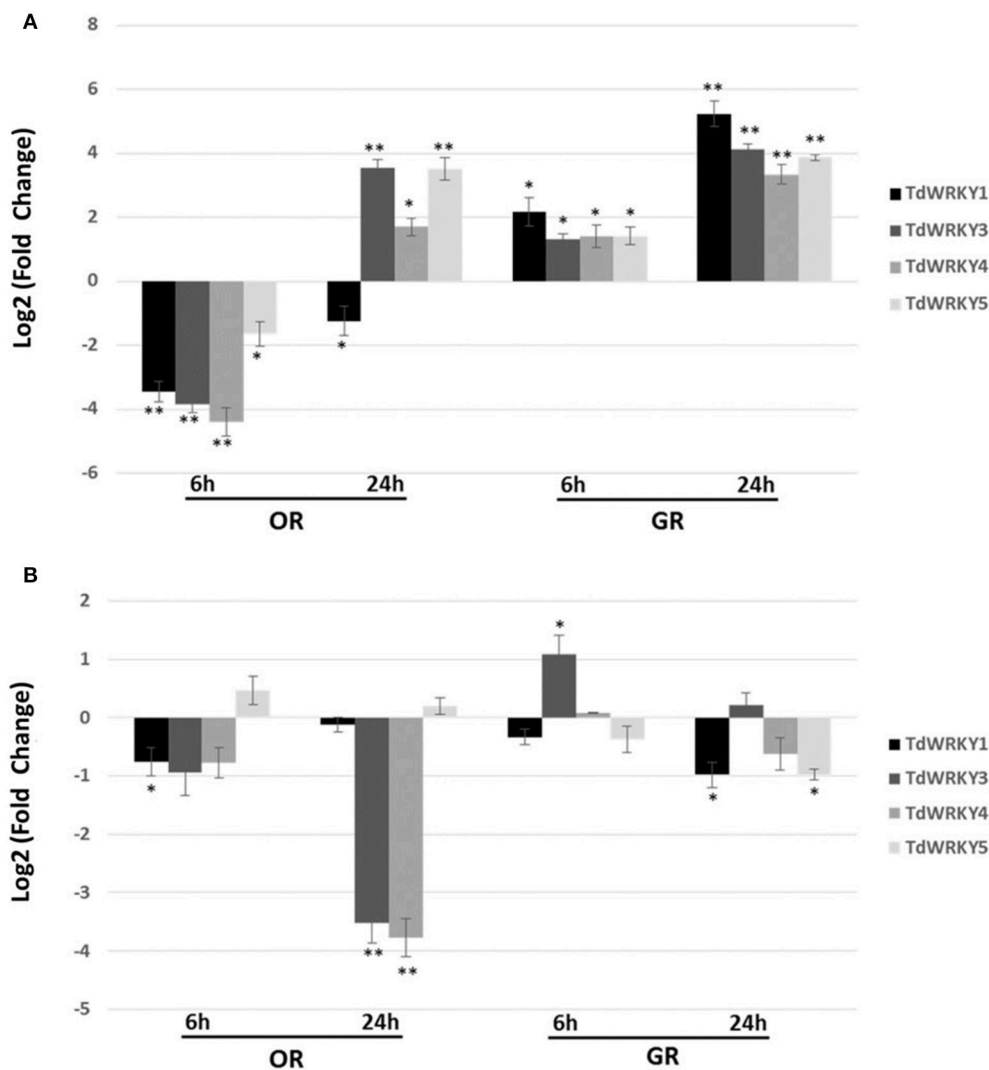 A
Log2 (Fold Change)
8
6
4
2
0
-2
-4
-6
** ** ** *
* ** * **
* * * *
** ** ** **
6h 24h 6h 24h
OR GR
TdWRKY1
TdWRKY3
TdWRKY4
TdWRKY5
B
Log2 (Fold Change)
2
1
0
-1
-2
-3
-4
-5
*
** **
*
* *
6h 24h 6h 24h
OR GR
TdWRKY1
TdWRKY3
TdWRKY4
TdWRKY5